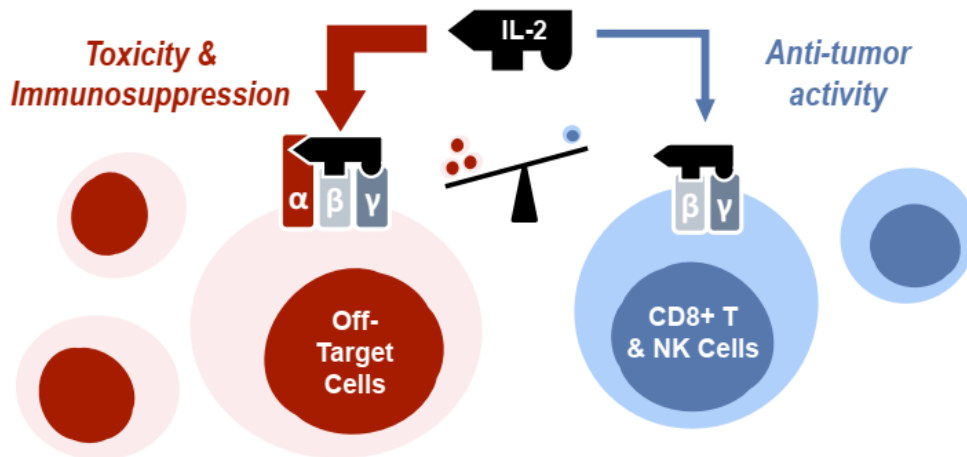 IL-2
Toxicity &
Immunosuppression
Anti-tumor
activity
α β γ
β γ
Off-
Target
Cells
CD8+ T
& NK Cells